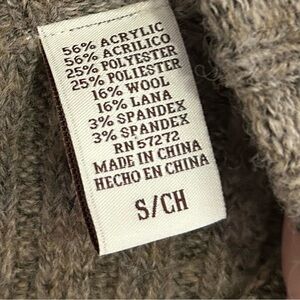 56% ACRYLIC
56% ACRILICO
25% POLYESTER
25% POLIESTER
16% WOOL
16% LANA
3% SPANDEX
3% SPANDEX
RN 57272
MADE IN CHINA
HECHO EN CHINA
S/CH